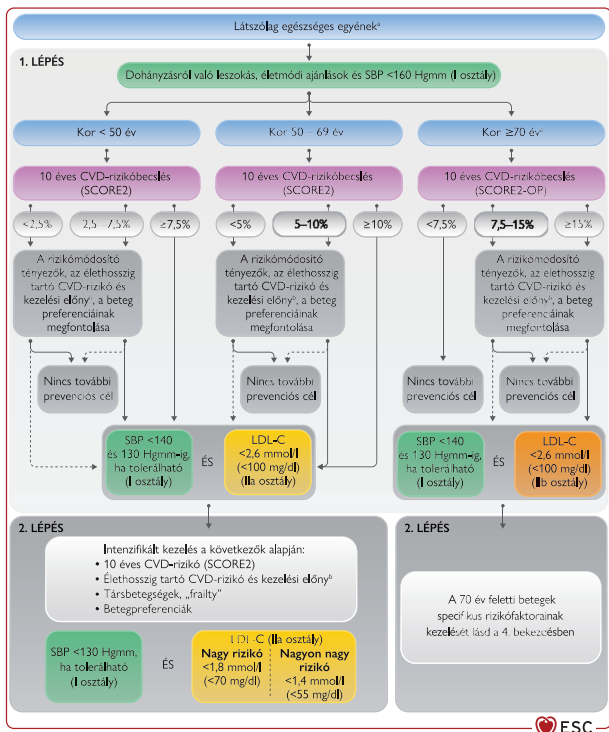 Látszólag egészséges egyénekᵃ
1. LÉPÉS
Dohányzásról való leszokás, életmódi ajánlások és SBP <160 Hgmm (I osztály)
Kor < 50 év
Kor 50 – 69 év
Kor ≥70 évᶜ
10 éves CVD-rizikóbecslés
(SCORE2)
10 éves CVD-rizikóbecslés
(SCORE2)
10 éves CVD-rizikóbecslés
(SCORE2-OP)
<2,5%
2,5 –7,5%
≥7,5%
<5%
5–10%
≥10%
<7,5%
7,5–15%
≥15%
A rizikómódosító
tényezők, az élethosszig
tartó CVD-rizikó és
kezelési előnyᵇ, a beteg
preferenciáinak
megfontolása
A rizikómódosító
tényezők, az élethosszig
tartó CVD-rizikó és
kezelési előnyᵇ, a beteg
preferenciáinak
megfontolása
A rizikómódosító
tényezők, az élethosszig
tartó CVD-rizikó és
kezelési előnyᵇ, a beteg
preferenciáinak
megfontolása
Nincs további
prevenciós cél
Nincs további
prevenciós cél
Nincs további
prevenciós cél
Nincs további
prevenciós cél
SBP <140
és 130 Hgmm-ig,
ha tolerálható
(I osztály)
ÉS
LDL-C
<2,6 mmol/l
(<100 mg/dl)
(IIa osztály)
SBP <140
és 130 Hgmm-ig,
ha tolerálható
(I osztály)
ÉS
LDL-C
<2,6 mmol/l
(<100 mg/dl)
(IIb osztály)
2. LÉPÉS
Intenzifikált kezelés a következők alapján:
• 10 éves CVD-rizikó (SCORE2)
• Élethosszig tartó CVD-rizikó és kezelési előnyᵇ
• Társbetegségek, „frailty”
• Betegpreferenciák
SBP <130 Hgmm,
ha tolerálható
(I osztály)
ÉS
LDL-C (IIa osztály)
Nagy rizikó
<1,8 mmol/l
(<70 mg/dl)
Nagyon nagy
rizikó
<1,4 mmol/l
(<55 mg/dl)
2. LÉPÉS
A 70 év feletti betegek
specifikus rizikófaktorainak
kezelését lásd a 4. bekezdésben
ESC